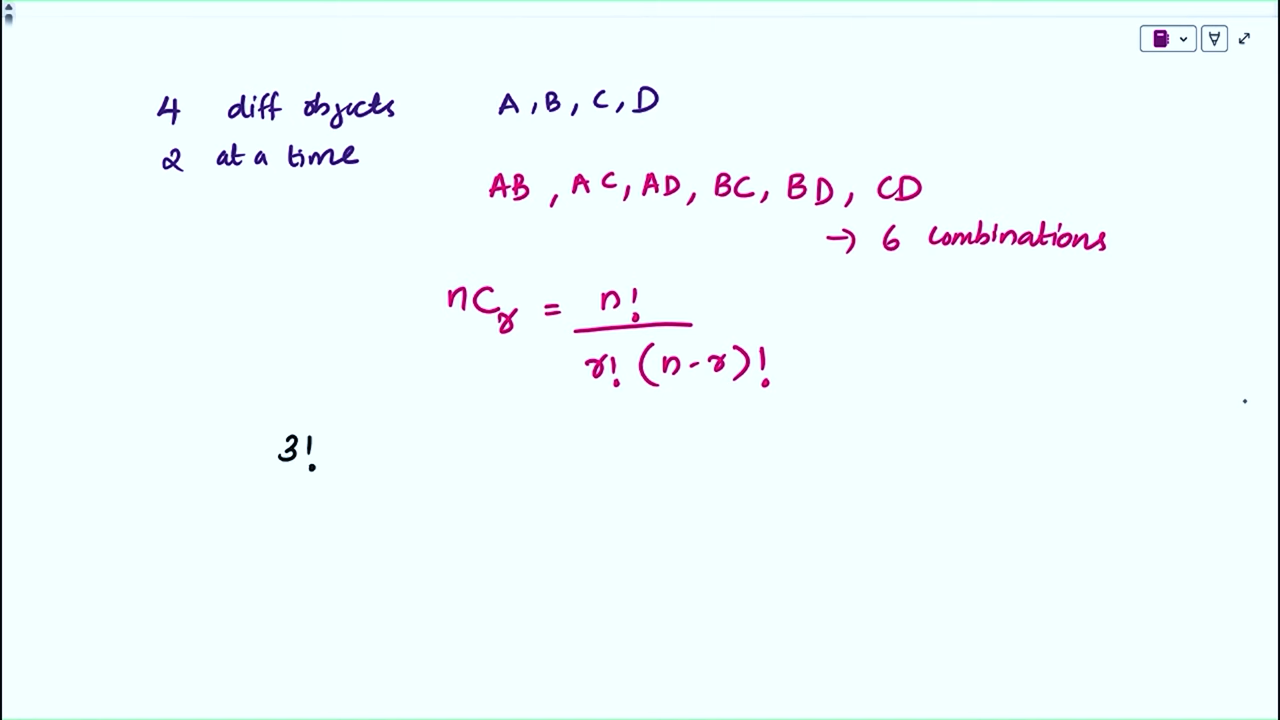 4 diff objects A, B, C, D
2 at a time
AB, AC, AD, BC, BD, CD
→ 6 combinations
nCr = n! / r! (n-r)!
3!